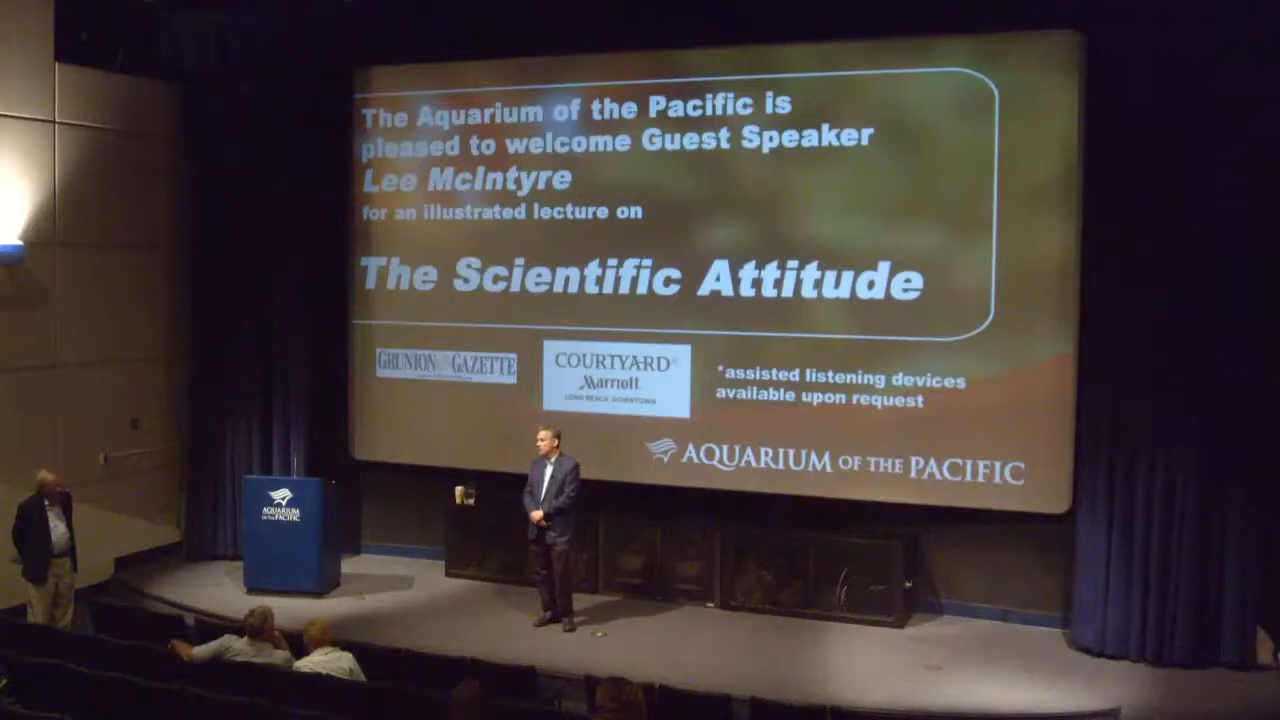 The Aquarium of the Pacific is
pleased to welcome Guest Speaker
Lee McIntyre
for an illustrated lecture on
The Scientific Attitude
GRUNION GAZETTE
COURTYARD®
Marriott
LONG BEACH DOWNTOWN
*assisted listening devices
available upon request
AQUARIUM OF THE PACIFIC
AQUARIUM
OF THE PACIFIC